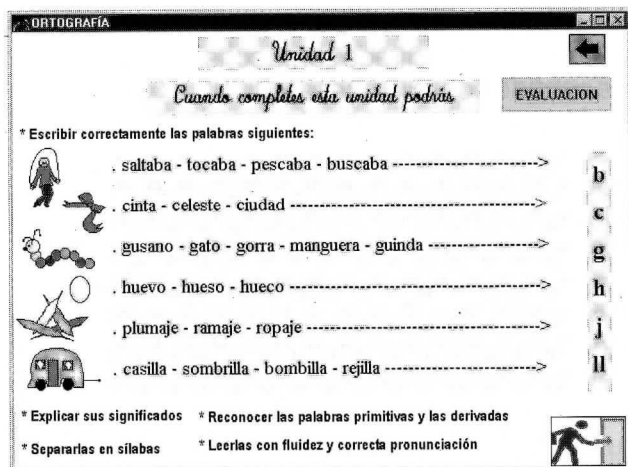 ORTOGRAFÍA
Unidad 1
Cuando completes esta unidad podrás
EVALUACION
* Escribir correctamente las palabras siguientes:
. saltaba - tocaba - pescaba - buscaba ---------------------> b
. cinta - celeste - ciudad -----------------------------------> c
. gusano - gato - gorra - manguera - guinda ---------------> g
. huevo - hueso - hueco -----------------------------------> h
. plumaje - ramaje - ropaje --------------------------------> j
. casilla - sombrilla - bombilla - rejilla ---------------------> ll
* Explicar sus significados * Reconocer las palabras primitivas y las derivadas
* Separarlas en sílabas * Leerlas con fluidez y correcta pronunciación